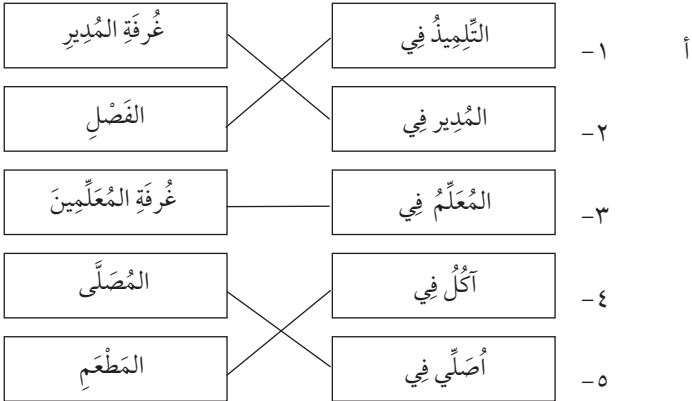 أ
١- التِّلِمِيذُ فِي غُرفَةِ المُدِيرِ
٢- المُدِير فِي الفَصْلِ
٣- المُعَلِّمُ فِي غُرفَةِ المُعَلِّمِينَ
٤- آكُلُ فِي المُصَلَّى
٥- اُصَلِّي فِي المَطْعَمِ